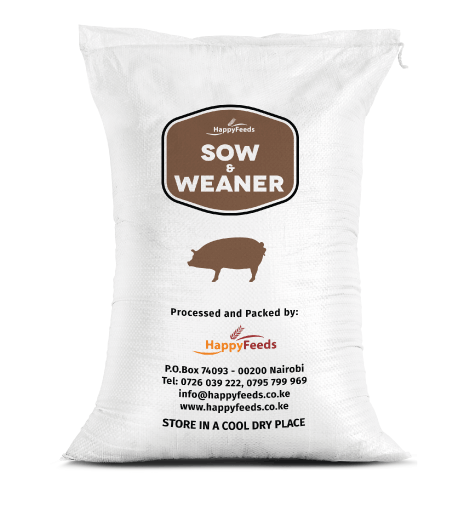 HappyFeeds
SOW
&
WEANER
Processed and Packed by:
HappyFeeds
P.O.Box 74093 - 00200 Nairobi
Tel: 0726 039 222, 0795 799 969
info@happyfeeds.co.ke
www.happyfeeds.co.ke
STORE IN A COOL DRY PLACE